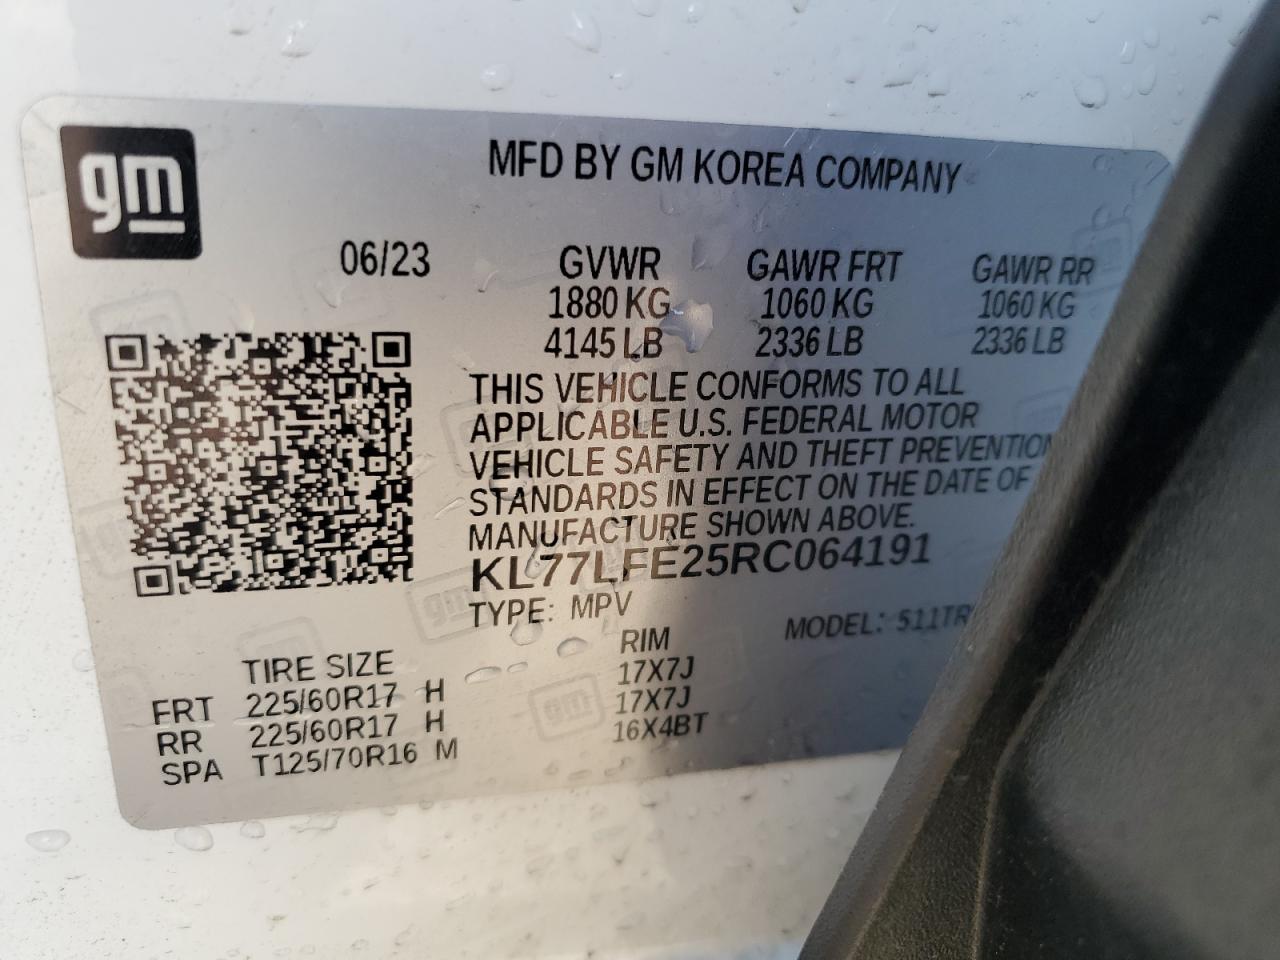 gm
MFD BY GM KOREA COMPANY
06/23 GVWR GAWR FRT GAWR RR
1880 KG 1060 KG 1060 KG
4145 LB 2336 LB 2336 LB
THIS VEHICLE CONFORMS TO ALL
APPLICABLE U.S. FEDERAL MOTOR
VEHICLE SAFETY AND THEFT PREVENTION
STANDARDS IN EFFECT ON THE DATE OF
MANUFACTURE SHOWN ABOVE.
KL77LFE25RC064191
TYPE: MPV MODEL: 511TR
TIRE SIZE RIM
FRT 225/60R17 H 17X7J
RR 225/60R17 H 17X7J
SPA T125/70R16 M 16X4BT